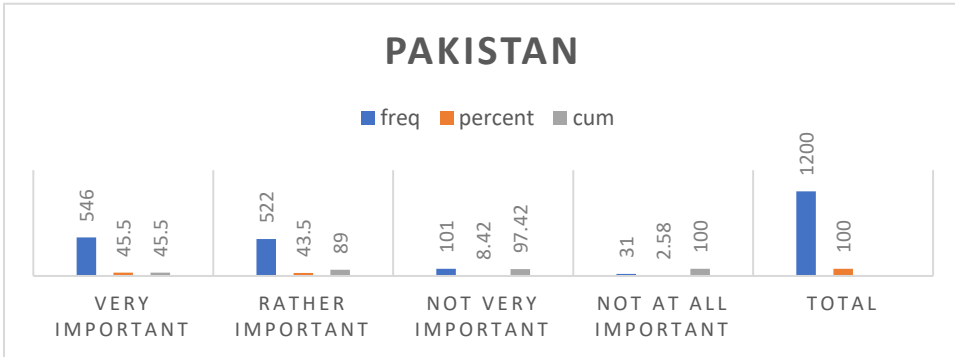 PAKISTAN
freq percent cum
546
45.5
45.5
522
43.5
89
101
8.42
97.42
31
2.58
100
1200
100
VERY IMPORTANT
RATHER IMPORTANT
NOT VERY IMPORTANT
NOT AT ALL IMPORTANT
TOTAL